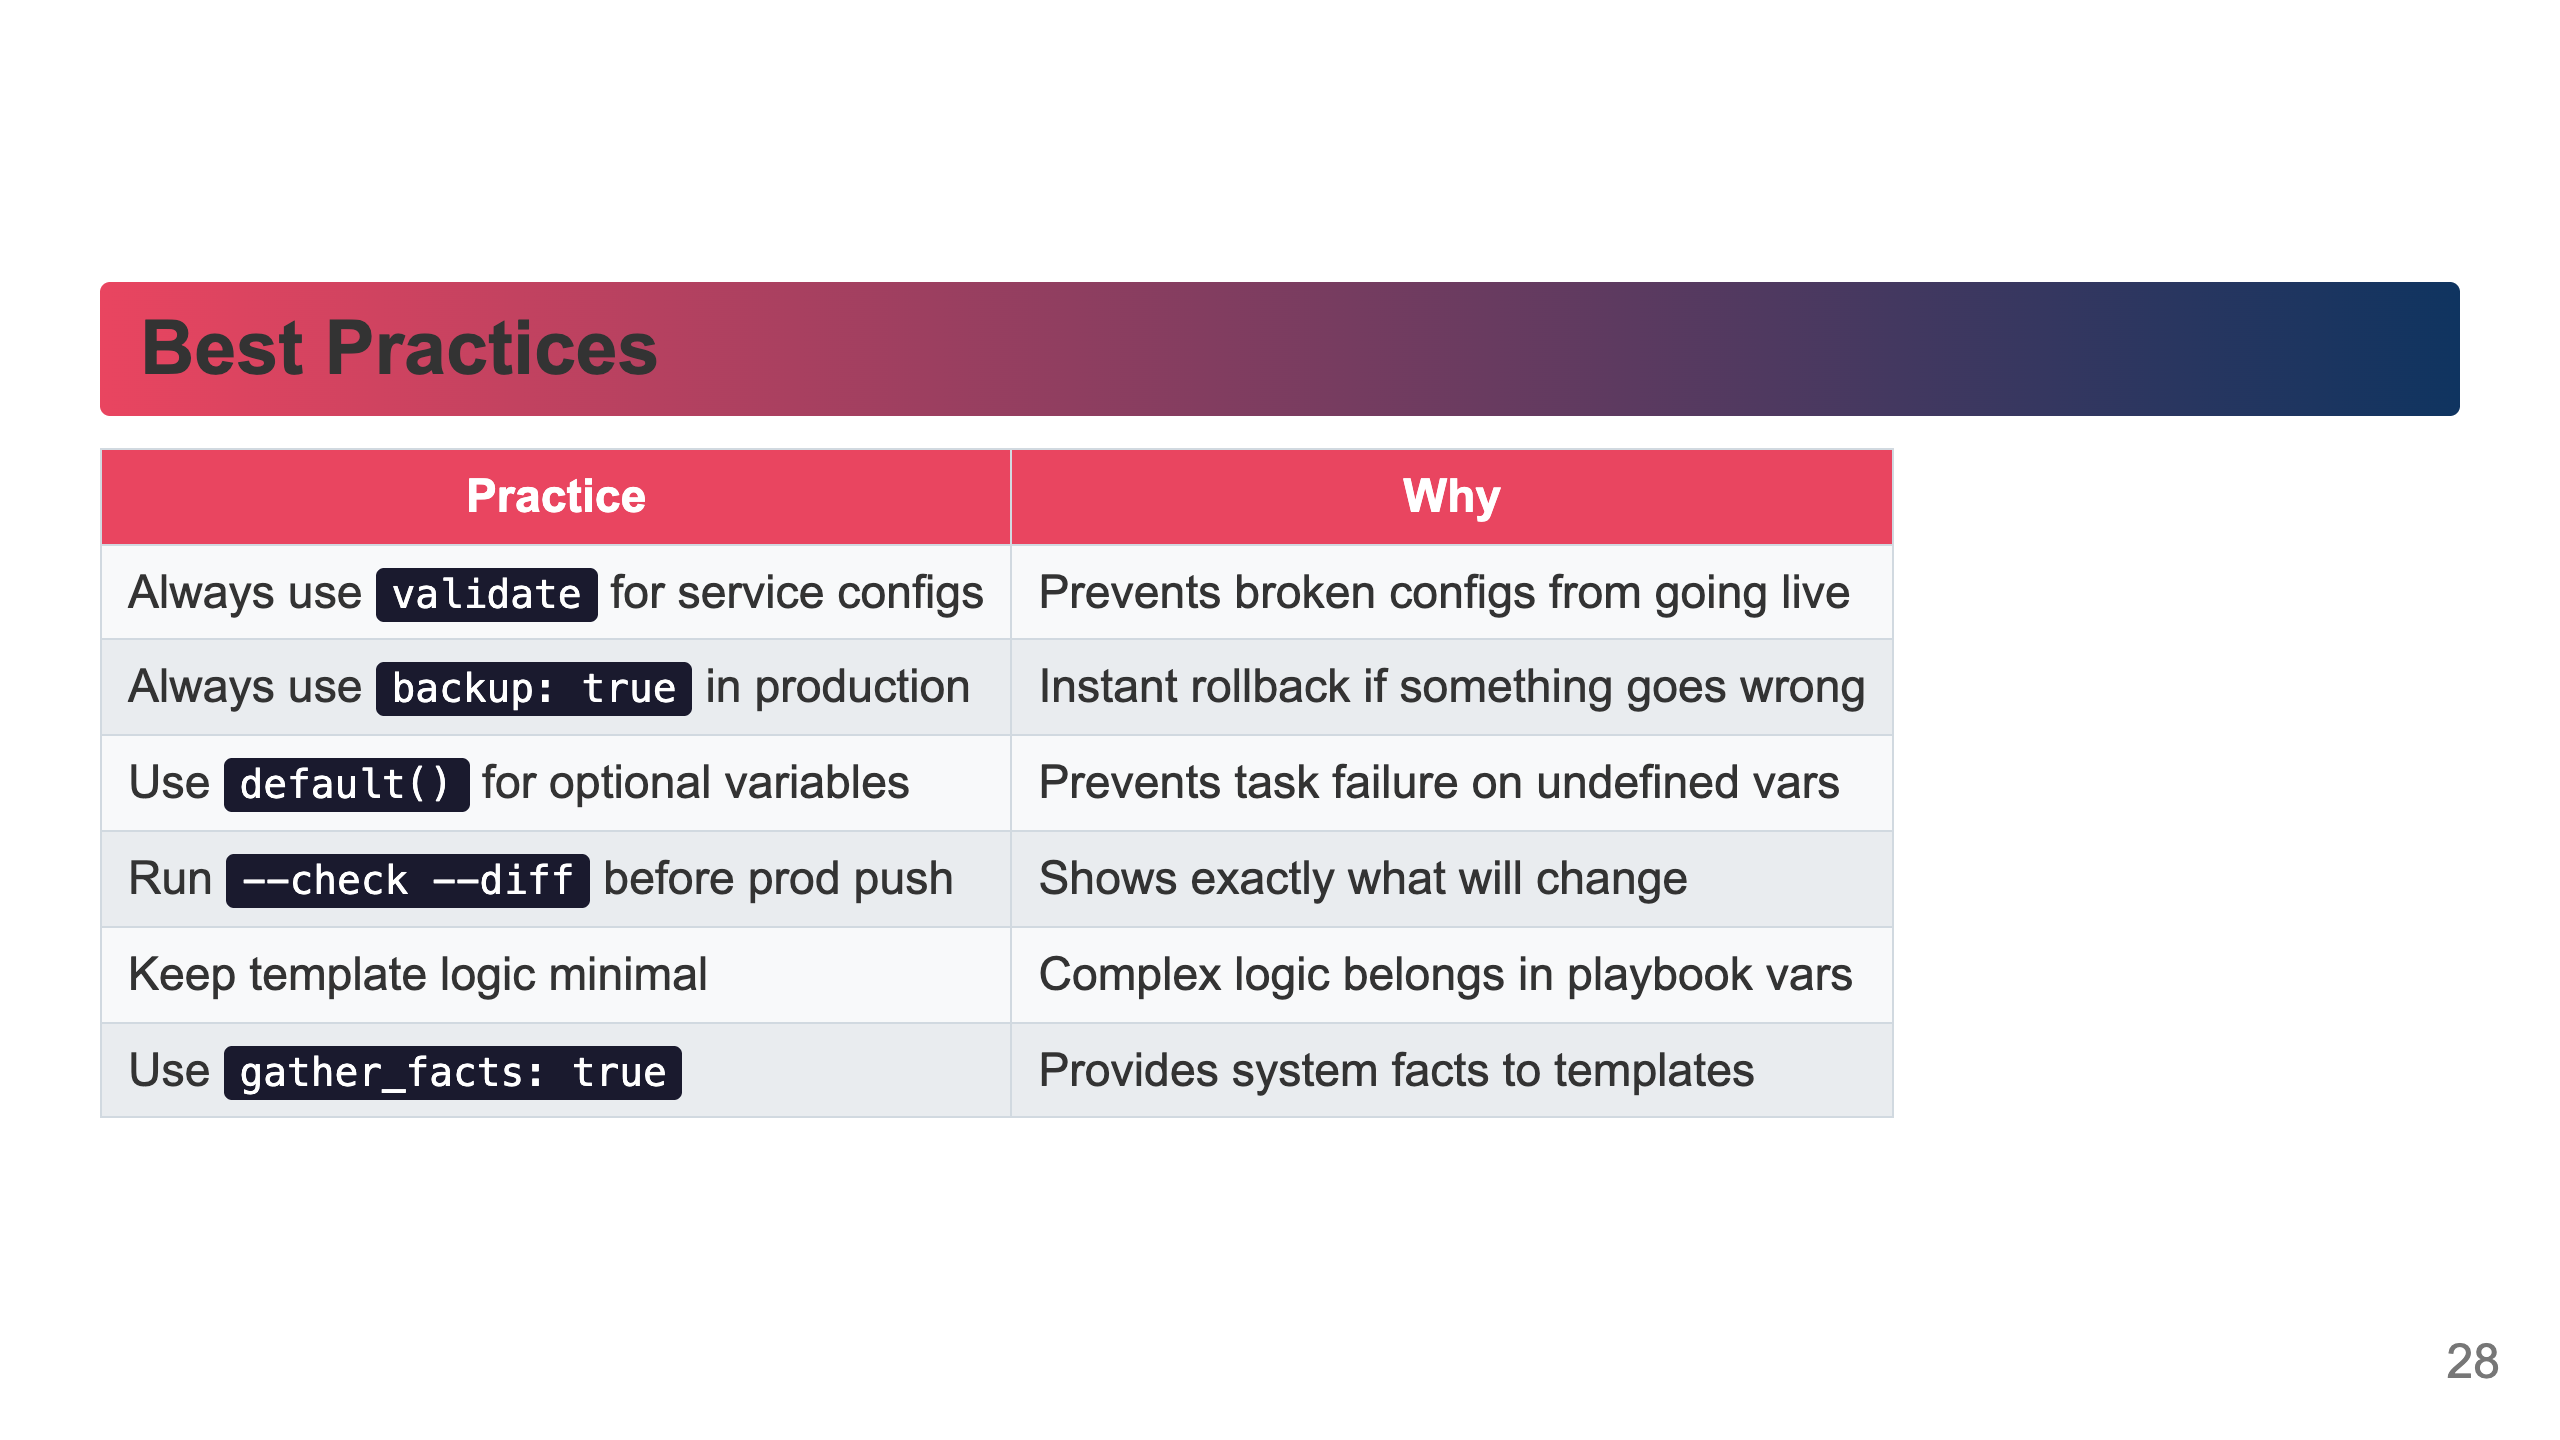 Best Practices
Practice Why
Always use validate for service configs Prevents broken configs from going live
Always use backup: true in production Instant rollback if something goes wrong
Use default() for optional variables Prevents task failure on undefined vars
Run --check --diff before prod push Shows exactly what will change
Keep template logic minimal Complex logic belongs in playbook vars
Use gather_facts: true Provides system facts to templates
28